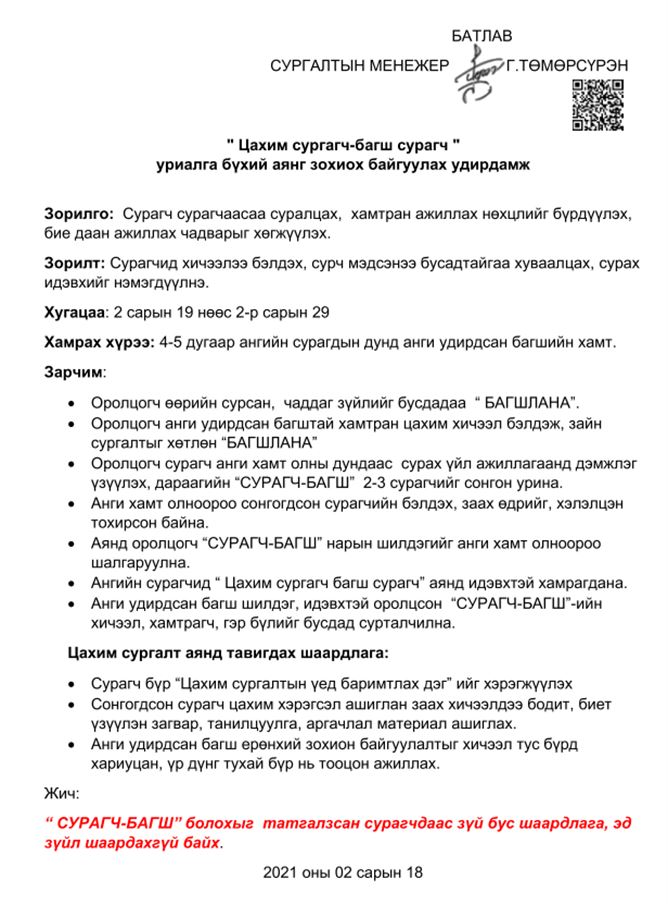 БАТЛАВ
СУРГАЛТЫН МЕНЕЖЕР Г.ТӨМӨРСҮРЭН
" Цахим сургагч-багш сурагч "
уриалга бүхий аянг зохиох байгуулах удирдамж
Зорилго: Сурагч сурагчаасаа суралцах, хамтран ажиллах нөхцлийг бүрдүүлэх,
бие даан ажиллах чадварыг хөгжүүлэх.
Зорилт: Сурагчид хичээлээ бэлдэх, сурч мэдсэнээ бусадтайгаа хуваалцах, сурах
идэвхийг нэмэгдүүлнэ.
Хугацаа: 2 сарын 19 нөөс 2-р сарын 29
Хамрах хүрээ: 4-5 дугаар ангийн сурагдын дунд анги удирдсан багшийн хамт.
Зарчим:
• Оролцогч өөрийн сурсан, чаддаг зүйлийг бусдадаа “ БАГШЛАНА”.
• Оролцогч анги удирдсан багштай хамтран цахим хичээл бэлдэж, зайн
сургалтыг хөтлөн “БАГШЛАНА”
• Оролцогч сурагч анги хамт олны дундаас сурах үйл ажиллагаанд дэмжлэг
үзүүлэх, дараагийн “СУРАГЧ-БАГШ” 2-3 сурагчийг сонгон урина.
• Анги хамт олноороо сонгогдсон сурагчийн бэлдэх, заах өдрийг, хэлэлцэн
тохирсон байна.
• Аянд оролцогч “СУРАГЧ-БАГШ” нарын шилдэгийг анги хамт олноороо
шалгаруулна.
• Ангийн сурагчид “ Цахим сургагч багш сурагч” аянд идэвхтэй хамрагдана.
• Анги удирдсан багш шилдэг, идэвхтэй оролцсон “СУРАГЧ-БАГШ”-ийн
хичээл, хамтрагч, гэр бүлийг бусдад сурталчилна.
Цахим сургалт аянд тавигдах шаардлага:
• Сурагч бүр “Цахим сургалтын үед баримтлах дэг” ийг хэрэгжүүлэх
• Сонгогдсон сурагч цахим хэрэгсэл ашиглан заах хичээлдээ бодит, биет
үзүүлэн загвар, танилцуулга, аргачлал материал ашиглах.
• Анги удирдсан багш ерөнхий зохион байгуулалтыг хичээл тус бүрд
хариуцан, үр дүнг тухай бүр нь тооцон ажиллах.
Жич:
“ СУРАГЧ-БАГШ” болохыг татгалзсан сурагчдаас зүй бус шаардлага, эд
зүйл шаардахгүй байх.
2021 оны 02 сарын 18